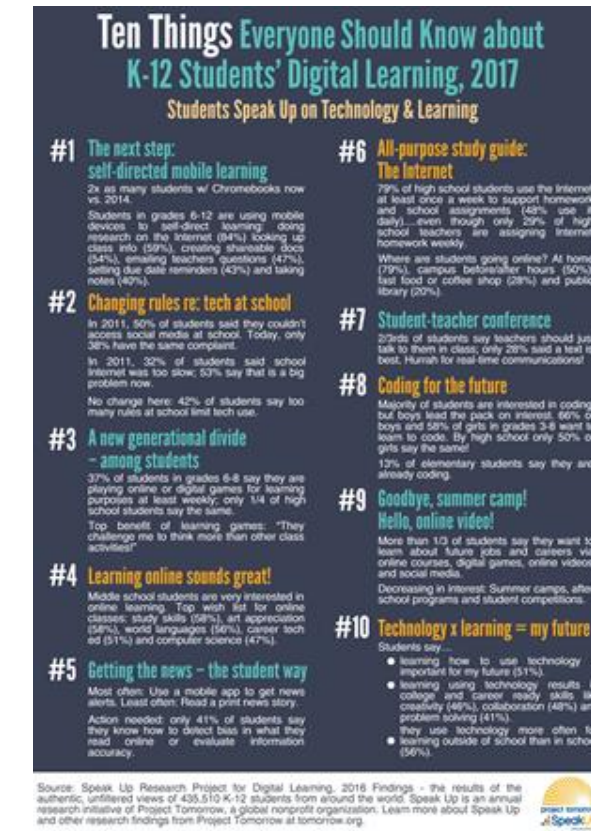 Ten Things Everyone Should Know about
K-12 Students' Digital Learning, 2017
Students Speak Up on Technology & Learning
#1 The next step:
self-directed mobile learning
2x as many students w/ Chromebooks now
vs. 2014.
Students in grades 6-12 are using mobile
devices to self-direct learning: doing
research on the Internet (84%) looking up
class info (59%), creating shareable docs
(54%), emailing teachers questions (47%),
setting due date reminders (43%) and taking
notes (40%).
#2 Changing rules re: tech at school
In 2011, 50% of students said they couldn't
access social media at school. Today, only
38% have the same complaint.
In 2011, 32% of students said school
Internet was too slow; 53% say that is a big
problem now.
No change here: 42% of students say too
many rules at school limit tech use.
#3 A new generational divide
– among students
37% of students in grades 6-8 say they are
playing online or digital games for learning
purposes at least weekly; only 1/4 of high
school students say the same.
Top benefit of learning games: "They
challenge me to think more than other class
activities!"
#4 Learning online sounds great!
Middle school students are very interested in
online learning. Top wish list for online
classes: study skills (58%), art appreciation
(58%), world languages (56%), career tech
ed (51%) and computer science (47%).
#5 Getting the news – the student way
Most often: Use a mobile app to get news
alerts. Least often: Read a print news story.
Action needed: only 41% of students say
they know how to detect bias in what they
read online or evaluate information
accuracy.
#6 All-purpose study guide:
The Internet
79% of high school students use the Internet
at least once a week to support homework
and school assignments (48% use
daily)....even though only 29% of high
school teachers are assigning Internet
homework weekly.
Where are students going online? At home
(79%), campus before/after hours (50%)
fast food or coffee shop (28%) and public
library (20%).
#7 Student-teacher conference
2/3rds of students say teachers should jus
talk to them in class; only 28% said a text is
best. Hurrah for real-time communications!
#8 Coding for the future
Majority of students are interested in coding
but boys lead the pack on interest. 66% o
boys and 58% of girls in grades 3-8 want to
learn to code. By high school only 50% o
girls say the same!
13% of elementary students say they are
already coding.
#9 Goodbye, summer camp!
Hello, online video!
More than 1/3 of students say they want to
learn about future jobs and careers via
online courses, digital games, online videos
and social media.
Decreasing in interest: Summer camps, after
school programs and student competitions.
#10 Technology x learning = my future
Students say....
learning how to use technology
important for my future (51%).
learning using technology results
college and career ready skills lik
creativity (46%), collaboration (48%) an
problem solving (41%).
they use technology more often fo
learning outside of school than in schoo
(56%).
Source: Speak Up Research Project for Digital Learning, 2016 Findings - the results of the
authentic, unfiltered views of 435,510 K-12 students from around the world. Speak Up is an annual
research initiative of Project Tomorrow, a global nonprofit organization. Learn more about Speak Up
and other research findings from Project Tomorrow at tomorrow.org.
project tomorrow
Speak